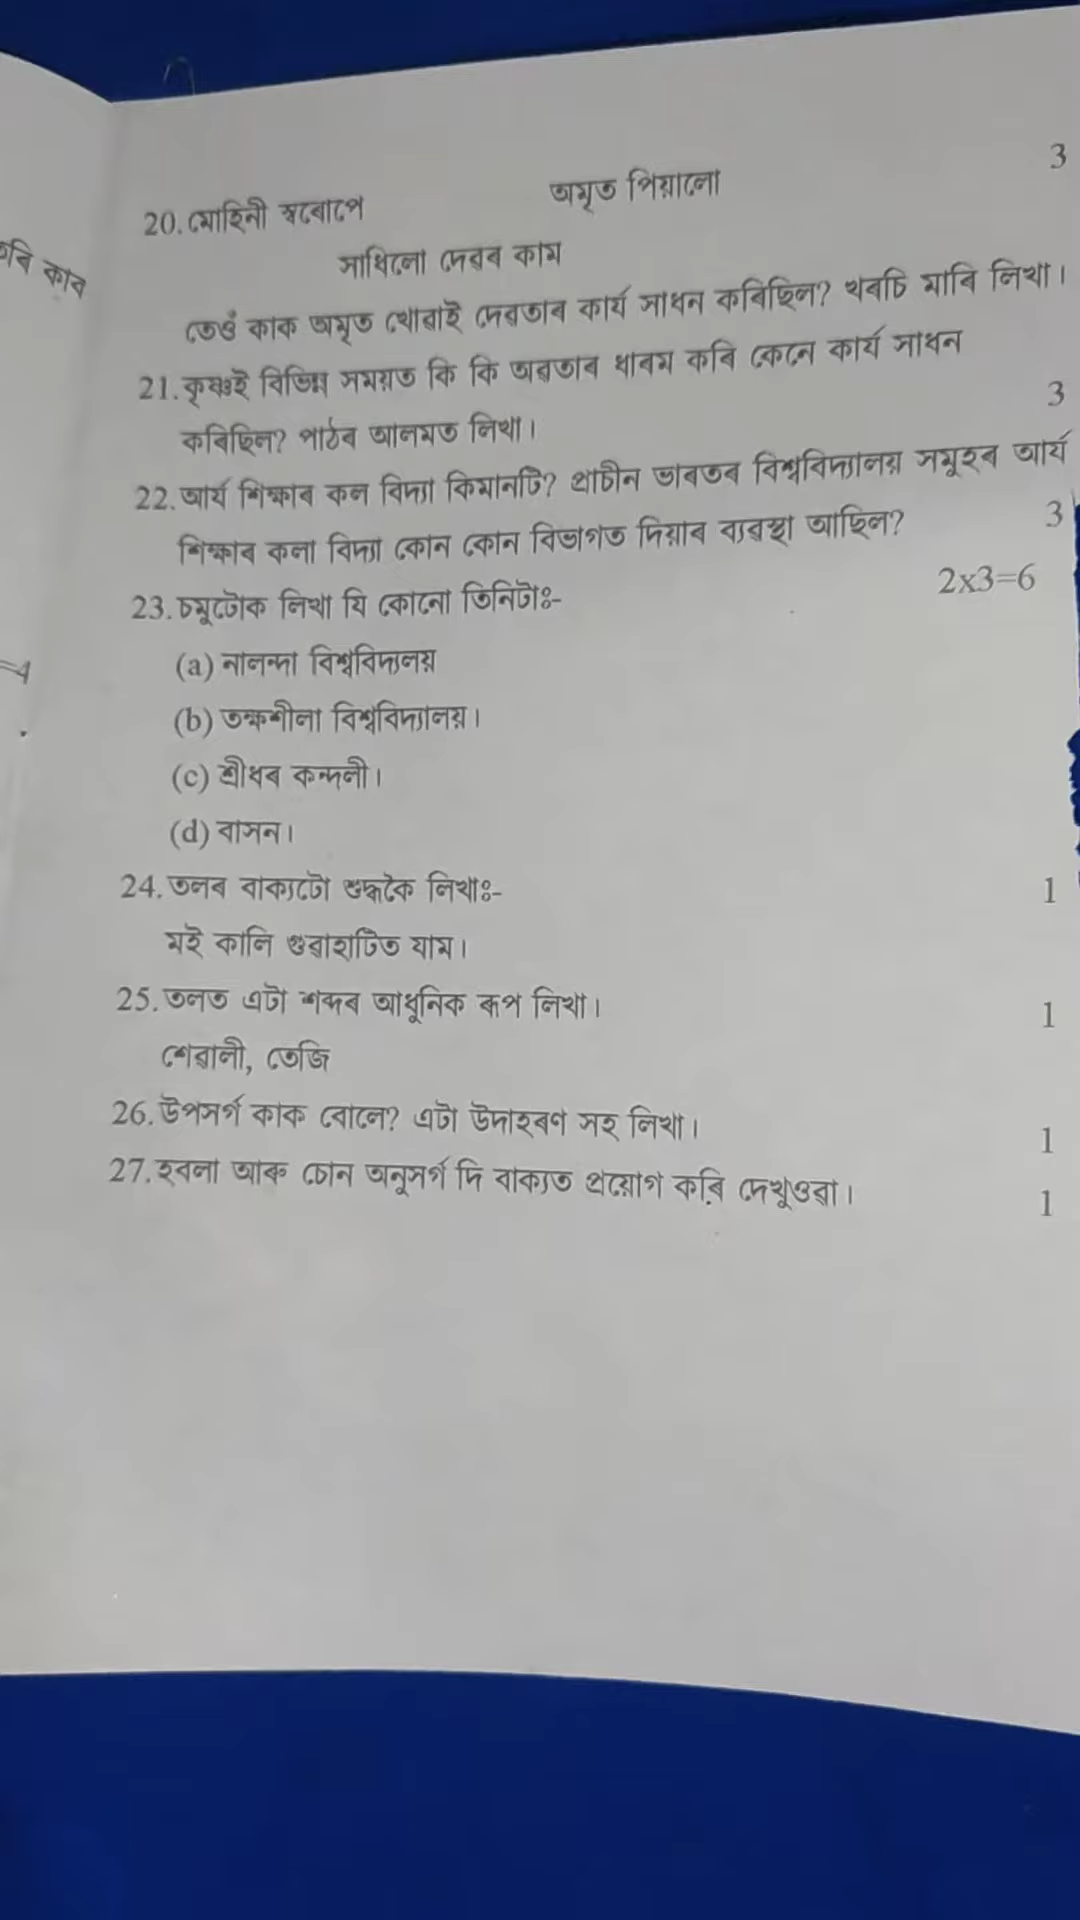 3
20. মোহিনী স্বৰোপে অমৃত পিয়ালো
সাধিলো দেৱৰ কাম
তেওঁ কাক অমৃত খোৱাই দেৱতাৰ কাৰ্য সাধন কৰিছিল? খৰচি মাৰি লিখা।
21. কৃষ্ণই বিভিন্ন সময়ত কি কি অৱতাৰ ধাৰম কৰি কেনে কাৰ্য সাধন
কৰিছিল? পাঠৰ আলমত লিখা। 3
22. আৰ্য শিক্ষাৰ কল বিদ্যা কিমানটি? প্ৰাচীন ভাৰতৰ বিশ্ববিদ্যালয় সমূহৰ আৰ্য
শিক্ষাৰ কলা বিদ্যা কোন কোন বিভাগত দিয়াৰ ব্যৱস্থা আছিল? 3
23. চমূটোক লিখা যি কোনো তিনিটাঃ- 2x3=6
(a) নালন্দা বিশ্ববিদ্যলয়
(b) তক্ষশীলা বিশ্ববিদ্যালয়।
(c) শ্ৰীধৰ কন্দলী।
(d) বাসন।
24. তলৰ বাক্যটো শুদ্ধকৈ লিখাঃ- 1
মই কালি গুৱাহাটিত যাম।
25. তলত এটা শব্দৰ আধুনিক ৰূপ লিখা। 1
শেৱালী, তেজি
26. উপসৰ্গ কাক বোলে? এটা উদাহৰণ সহ লিখা। 1
27. হবলা আৰু চোন অনুসৰ্গ দি বাক্যত প্ৰয়োগ কৰি দেখুওৱা। 1
ৰি কাৰ